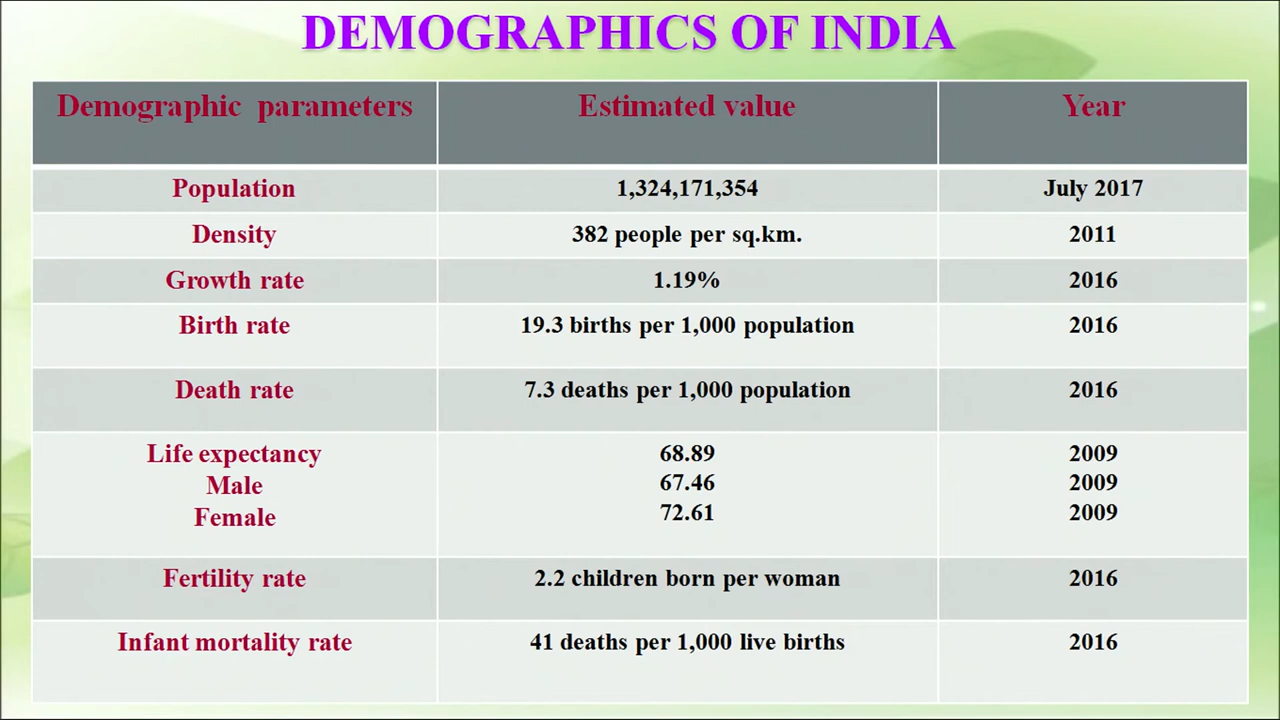 DEMOGRAPHICS OF INDIA
Demographic parameters Estimated value Year
Population 1,324,171,354 July 2017
Density 382 people per sq.km. 2011
Growth rate 1.19% 2016
Birth rate 19.3 births per 1,000 population 2016
Death rate 7.3 deaths per 1,000 population 2016
Life expectancy 68.89 2009
Male 67.46 2009
Female 72.61 2009
Fertility rate 2.2 children born per woman 2016
Infant mortality rate 41 deaths per 1,000 live births 2016